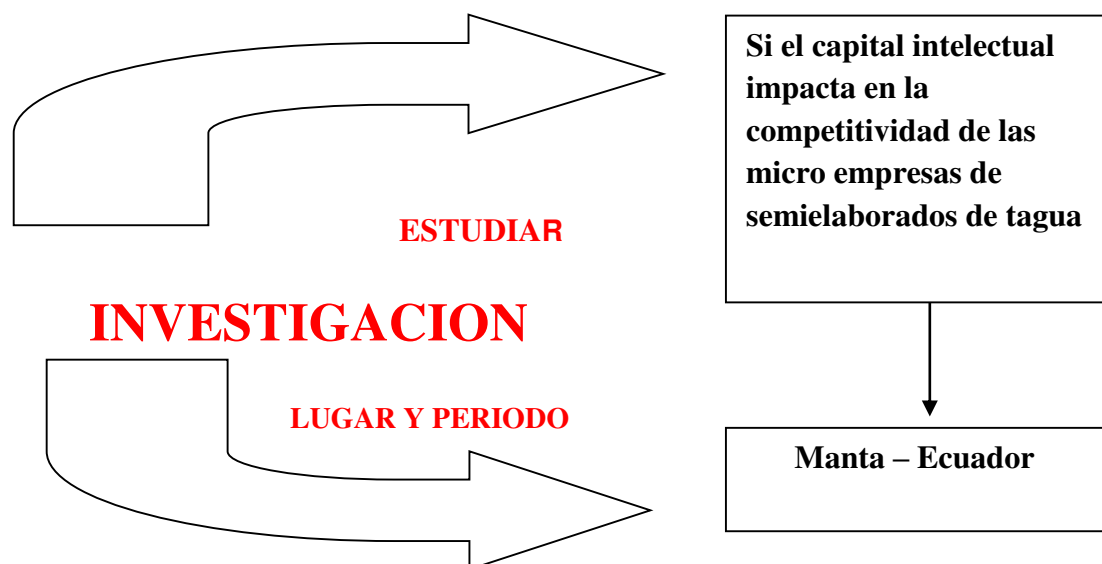 Si el capital intelectual
impacta en la
competitividad de las
micro empresas de
semielaborados de tagua
ESTUDIAR
INVESTIGACION
LUGAR Y PERIODO
Manta – Ecuador